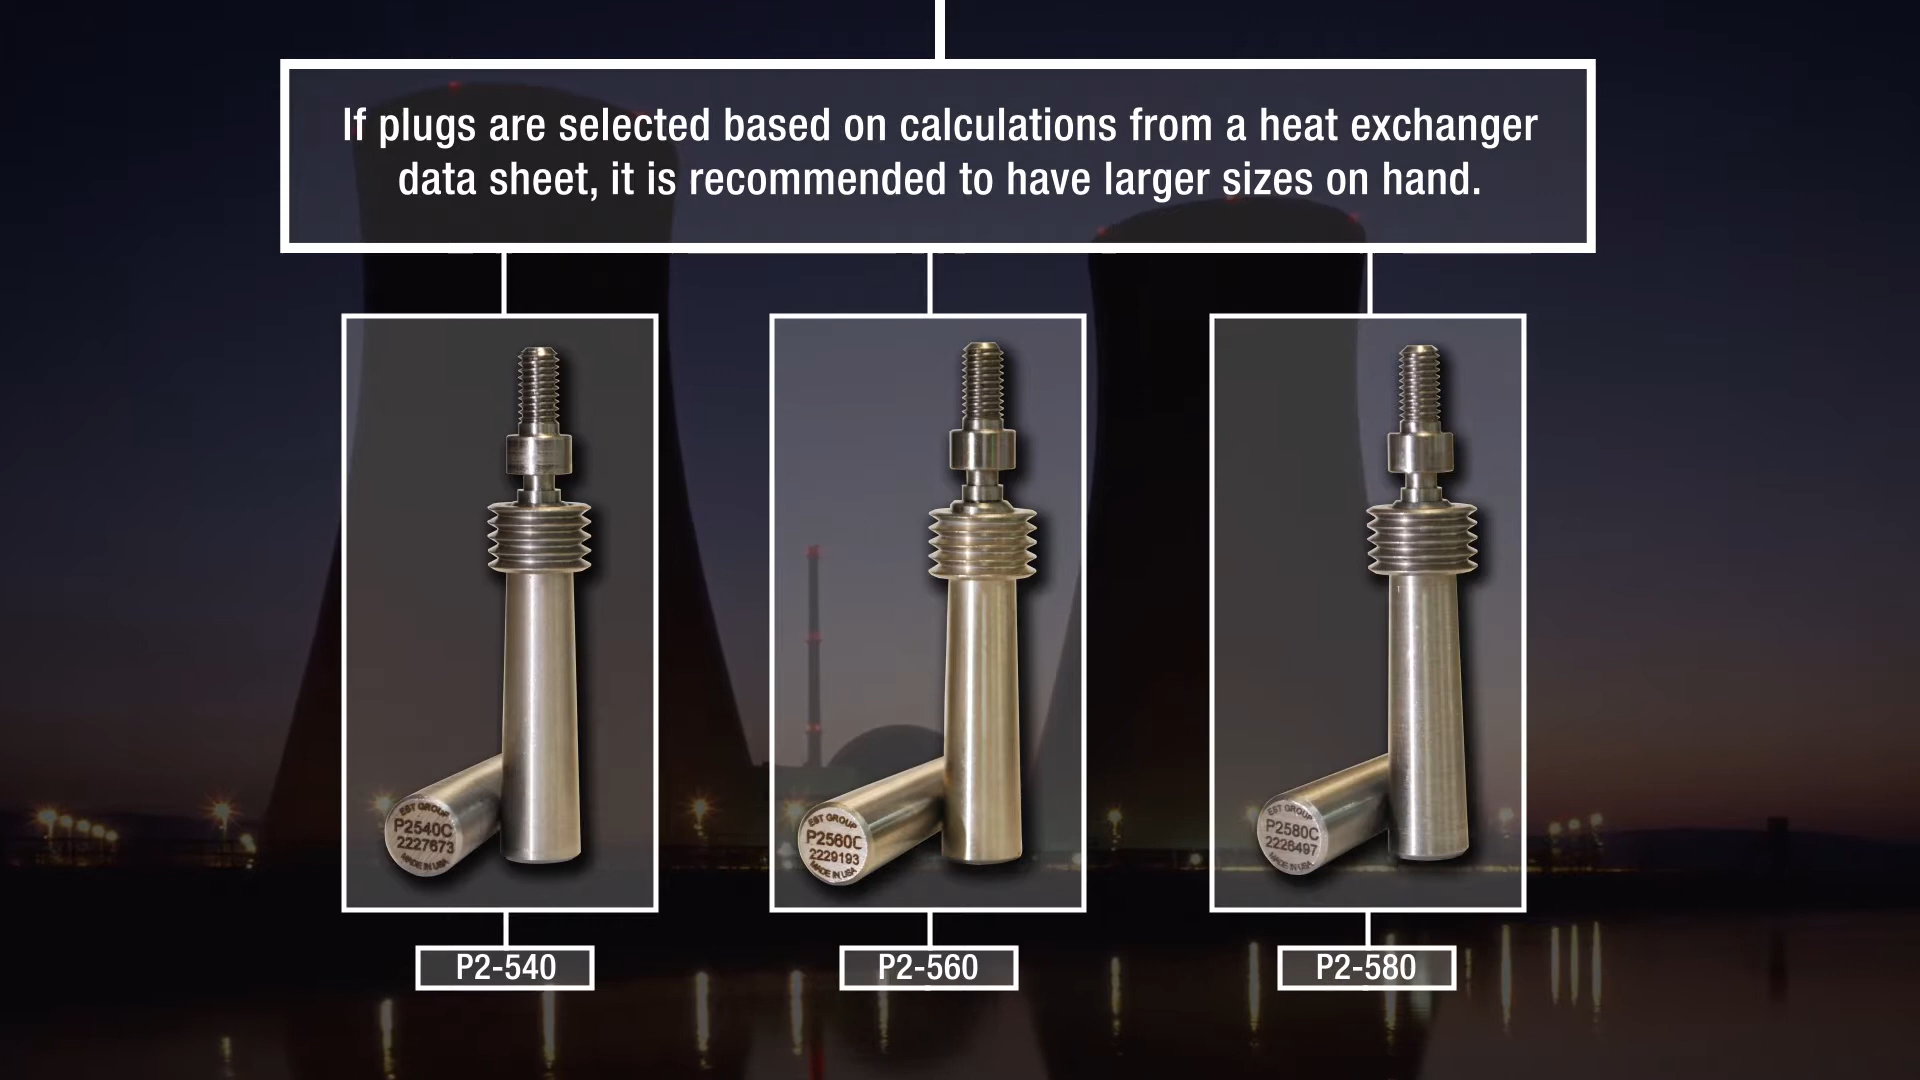 If plugs are selected based on calculations from a heat exchanger
data sheet, it is recommended to have larger sizes on hand.
EST GROUP
P2540C
2227673
MADE IN USA
EST GROUP
P2560C
2229193
MADE IN USA
EST GROUP
P2580C
2226497
MADE IN USA
P2-540
P2-560
P2-580